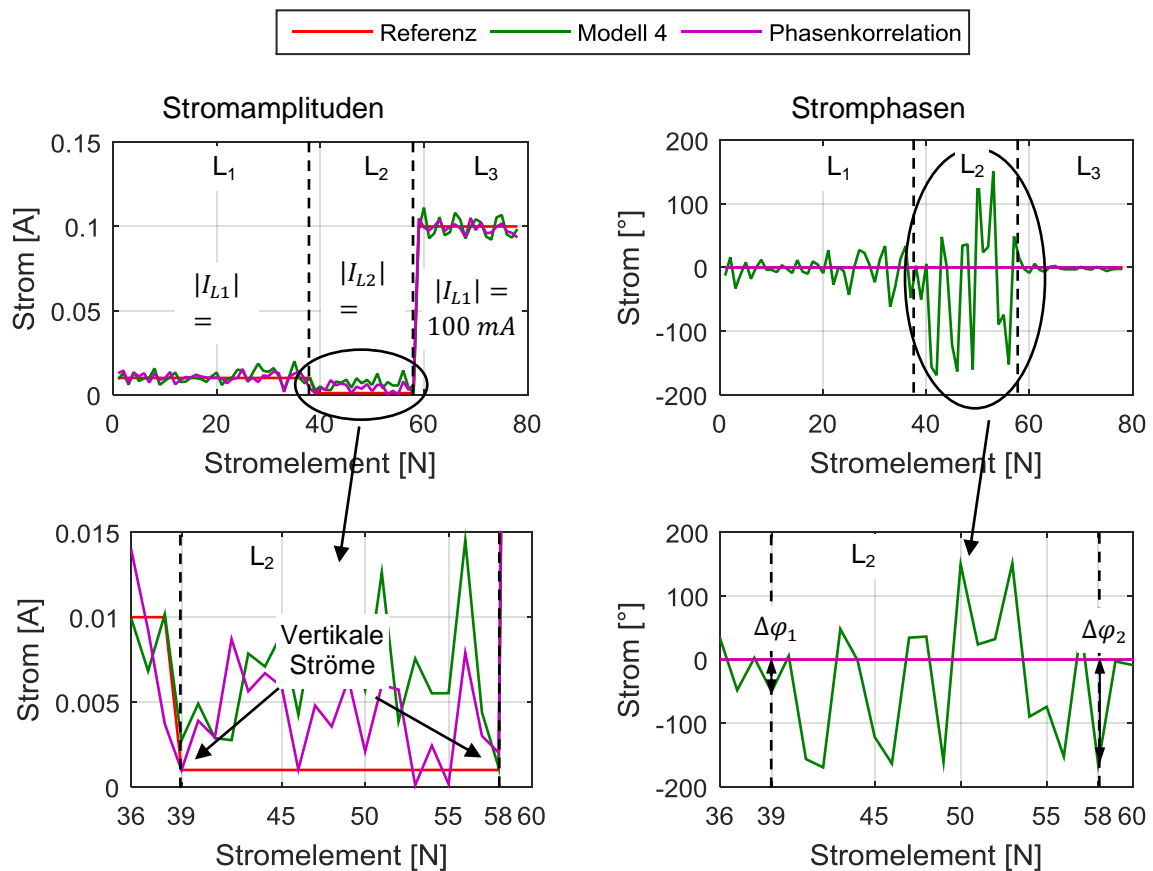 Referenz Modell 4 Phasenkorrelation
Stromamplituden
0.15
0.1
0.05
0
Strom [A]
L1 L2 L3
|I_L1| =
|I_L2| =
|I_L1| = 100 mA
0 20 40 60 80
Stromelement [N]
Stromphasen
200
100
0
-100
-200
Strom [°]
L1 L2 L3
0 20 40 60 80
Stromelement [N]
0.015
0.01
0.005
0
Strom [A]
L2
Vertikale
Ströme
36 39 45 50 55 58 60
Stromelement [N]
200
100
0
-100
-200
Strom [°]
L2
Δφ1
Δφ2
36 39 45 50 55 58 60
Stromelement [N]